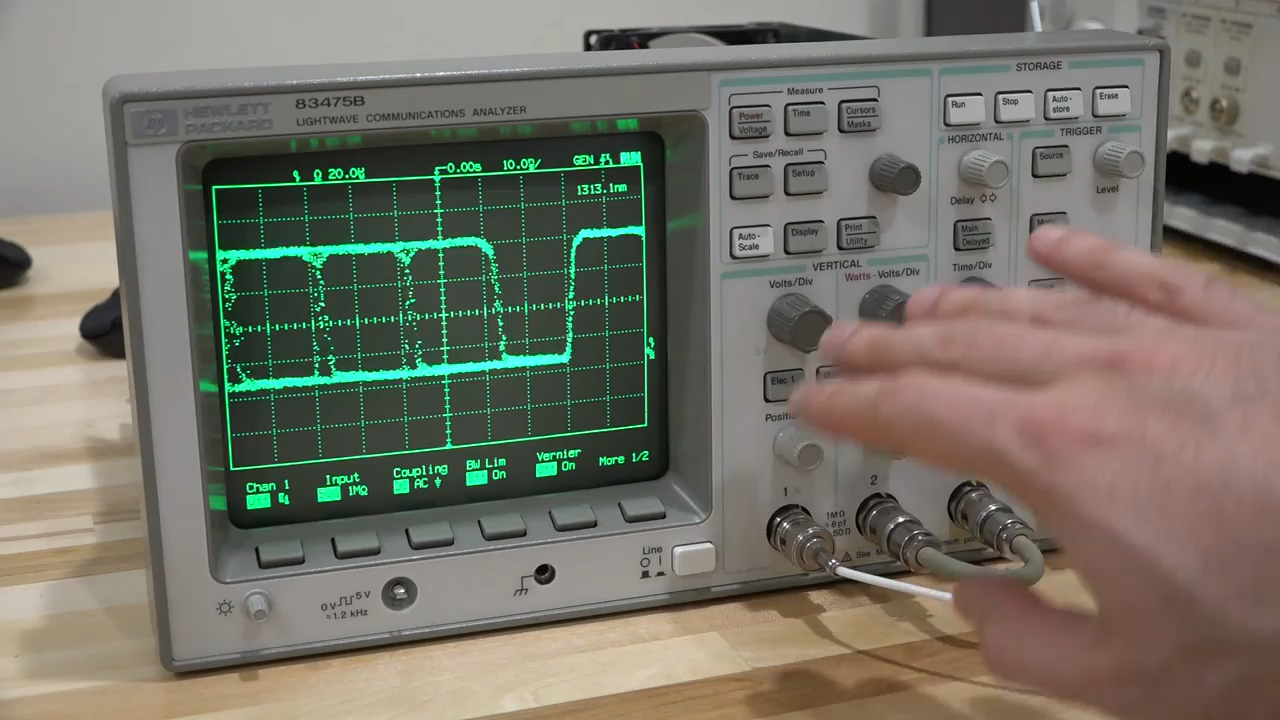 hp HEWLETT PACKARD
83475B
LIGHTWAVE COMMUNICATIONS ANALYZER
20.0
0.00s
10.0
GEN
RUN
1313.1nm
Chan 1
Input
1MΩ
Coupling
AC
BW Lim
On
Vernier
On
More 1/2
Line
0V 5V
≈1.2 kHz
Measure
Power
Voltage
Time
Cursors
Masks
Save/Recall
Trace
Setup
Auto-
Scale
Display
Print
Utility
STORAGE
Run
Stop
Auto-
store
Erase
HORIZONTAL
Delay
Main
Delayed
Time/Div
TRIGGER
Source
Level
VERTICAL
Volts/Div
Watts - Volts/Div
Elec 1
1
2
1MΩ
≈8pf
50Ω